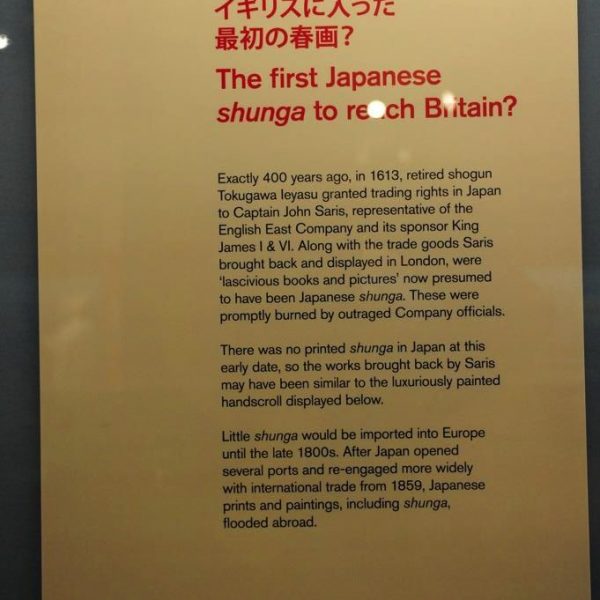 イギリスに入った
最初の春画？
The first Japanese
shunga to reach Britain?
Exactly 400 years ago, in 1613, retired shogun
Tokugawa Ieyasu granted trading rights in Japan
to Captain John Saris, representative of the
English East Company and its sponsor King
James I & VI. Along with the trade goods Saris
brought back and displayed in London, were
'lascivious books and pictures' now presumed
to have been Japanese shunga. These were
promptly burned by outraged Company officials.
There was no printed shunga in Japan at this
early date, so the works brought back by Saris
may have been similar to the luxuriously painted
handscroll displayed below.
Little shunga would be imported into Europe
until the late 1800s. After Japan opened
several ports and re-engaged more widely
with international trade from 1859, Japanese
prints and paintings, including shunga,
flooded abroad.